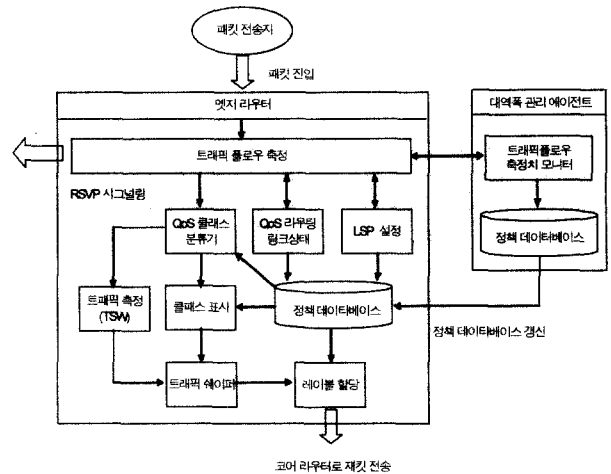 패킷 전송자
패킷 진입
엣지 라우터
대역폭 관리 에이전트
트래픽 플로우 측정
트래픽플로우
측정치 모니터
RSVP 시그널링
QoS 클래스
분류기
QoS 라우팅
링크상태
LSP 설정
정책 데이터베이스
트래픽 측정
(TSW)
클래스 표시
정책 데이터베이스
정책 데이터베이스 갱신
트래픽 쉐이퍼
레이블 할당
코어 라우터로 패킷 전송